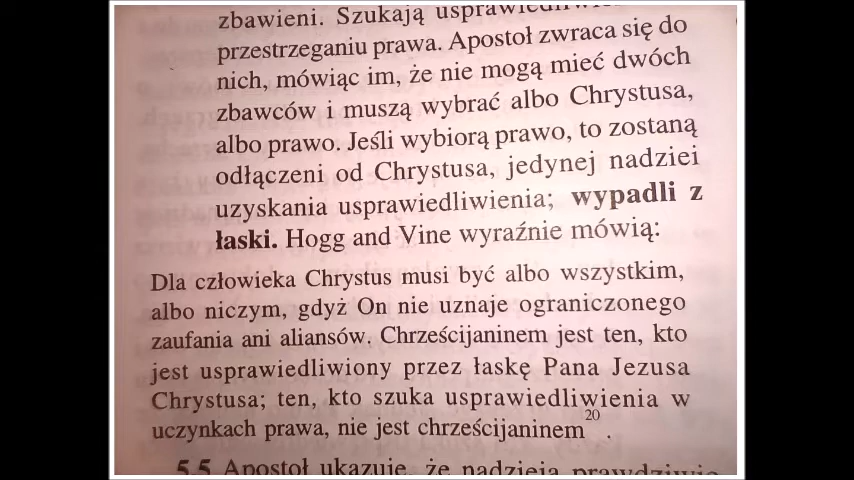 zbawieni. Szukają
przestrzeganiu prawa. Apostoł zwraca się do
nich, mówiąc im, że nie mogą mieć dwóch
zbawców i muszą wybrać albo Chrystusa,
albo prawo. Jeśli wybiorą prawo, to zostaną
odłączeni od Chrystusa, jedynej nadziei
uzyskania usprawiedliwienia; wypadli z
łaski. Hogg and Vine wyraźnie mówią:
Dla człowieka Chrystus musi być albo wszystkim,
albo niczym, gdyż On nie uznaje ograniczonego
zaufania ani aliansów. Chrześcijaninem jest ten, kto
jest usprawiedliwiony przez łaskę Pana Jezusa
Chrystusa; ten, kto szuka usprawiedliwienia w
uczynkach prawa, nie jest chrześcijaninem20 .
5,5 Apostoł ukazuje, że nadzieja